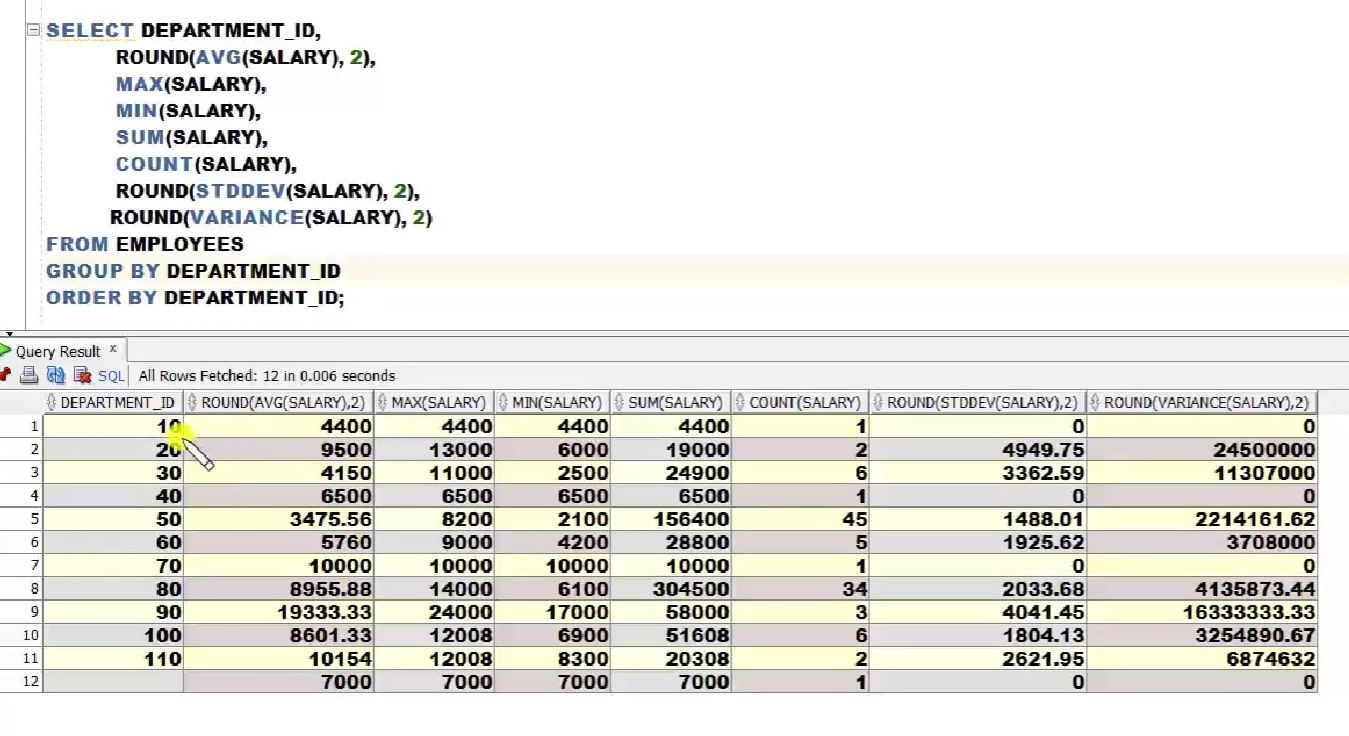 SELECT DEPARTMENT_ID,
ROUND(AVG(SALARY), 2),
MAX(SALARY),
MIN(SALARY),
SUM(SALARY),
COUNT(SALARY),
ROUND(STDDEV(SALARY), 2),
ROUND(VARIANCE(SALARY), 2)
FROM EMPLOYEES
GROUP BY DEPARTMENT_ID
ORDER BY DEPARTMENT_ID;
Query Result x
SQL All Rows Fetched: 12 in 0.006 seconds
DEPARTMENT_ID ROUND(AVG(SALARY),2) MAX(SALARY) MIN(SALARY) SUM(SALARY) COUNT(SALARY) ROUND(STDDEV(SALARY),2) ROUND(VARIANCE(SALARY),2)
1 10 4400 4400 4400 4400 1 0 0
2 20 9500 13000 6000 19000 2 4949.75 24500000
3 30 4150 11000 2500 24900 6 3362.59 11307000
4 40 6500 6500 6500 6500 1 0 0
5 50 3475.56 8200 2100 156400 45 1488.01 2214161.62
6 60 5760 9000 4200 28800 5 1925.62 3708000
7 70 10000 10000 10000 10000 1 0 0
8 80 8955.88 14000 6100 304500 34 2033.68 4135873.44
9 90 19333.33 24000 17000 58000 3 4041.45 16333333.33
10 100 8601.33 12008 6900 51608 6 1804.13 3254890.67
11 110 10154 12008 8300 20308 2 2621.95 6874632
12 7000 7000 7000 7000 1 0 0